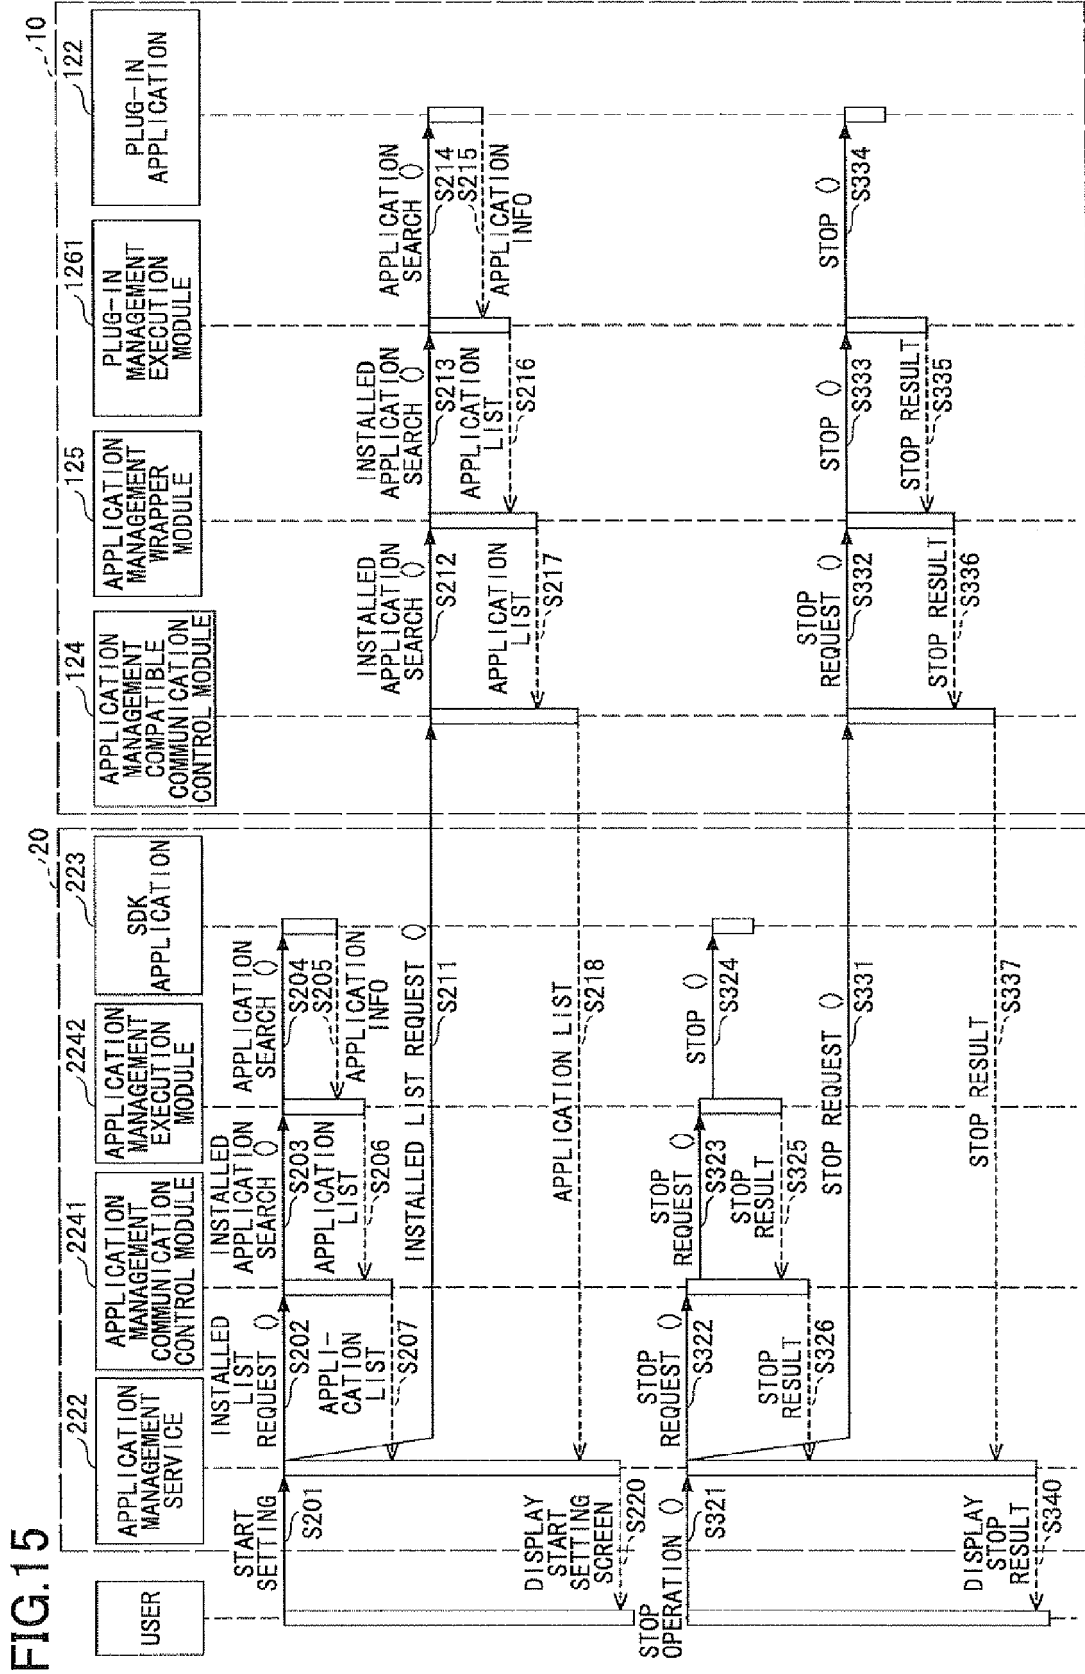 FIG.15
USER
20
222
APPLICATION
MANAGEMENT
SERVICE
2241
APPLICATION
MANAGEMENT
COMMUNICATION
CONTROL MODULE
2242
APPLICATION
MANAGEMENT
EXECUTION
MODULE
223
SDK
APPLICATION
10
124
APPLICATION
MANAGEMENT
COMPATIBLE
COMMUNICATION
CONTROL MODULE
125
APPLICATION
MANAGEMENT
WRAPPER
MODULE
1261
PLUG-IN
MANAGEMENT
EXECUTION
MODULE
122
PLUG-IN
APPLICATION
START
SETTING
S201
INSTALLED
LIST
REQUEST ()
S202
INSTALLED
APPLICATION
SEARCH ()
S203
APPLICATION
SEARCH ()
S204
S205
APPLICATION
INFO
APPLICATION
LIST
S206
APPLI-
CATION
LIST
S207
INSTALLED LIST REQUEST ()
S211
INSTALLED
APPLICATION
SEARCH ()
S212
INSTALLED
APPLICATION
SEARCH ()
S213
APPLICATION
SEARCH ()
S214
S215
APPLICATION
INFO
APPLICATION
LIST
S216
APPLICATION
LIST
S217
APPLICATION LIST
S218
DISPLAY
START
SETTING
SCREEN
S220
STOP
OPERATION ()
S321
STOP
REQUEST ()
S322
STOP
REQUEST ()
S323
STOP ()
S324
STOP
RESULT
S325
STOP
RESULT
S326
STOP REQUEST ()
S331
STOP
REQUEST ()
S332
STOP ()
S333
STOP ()
S334
STOP RESULT
S335
STOP RESULT
S336
STOP RESULT
S337
DISPLAY
STOP
RESULT
S340